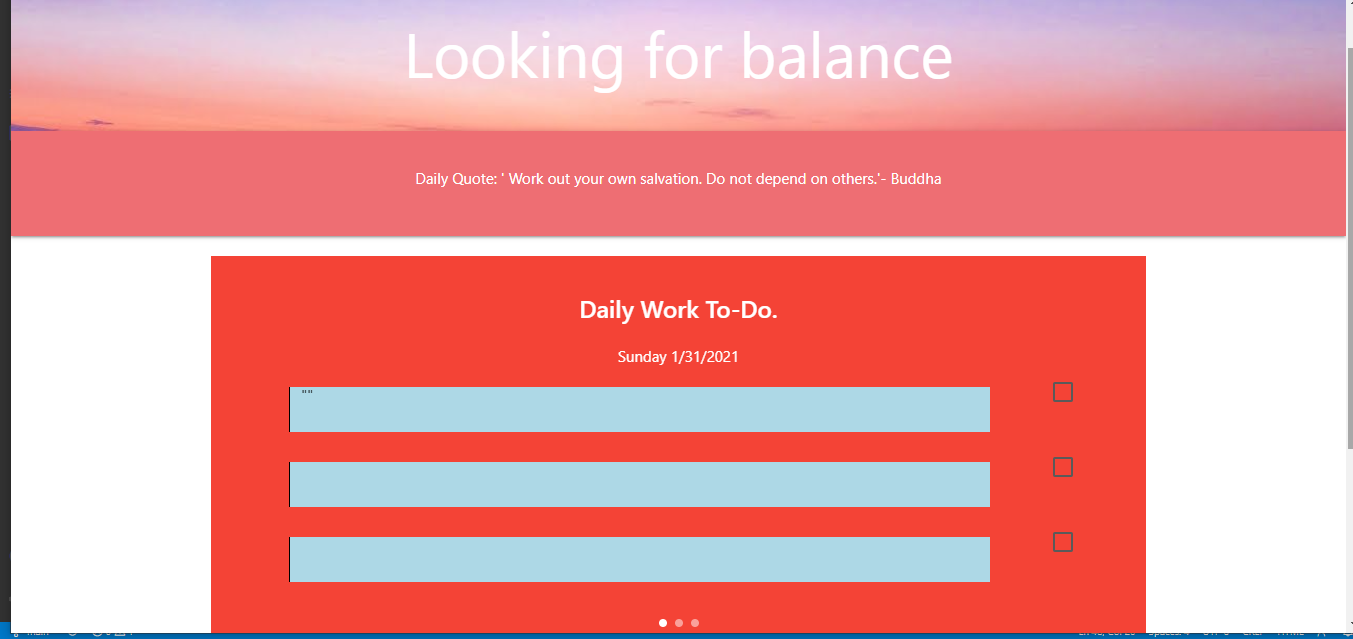 Looking for balance
Daily Quote: ' Work out your own salvation. Do not depend on others.'- Buddha
Daily Work To-Do.
Sunday 1/31/2021
""